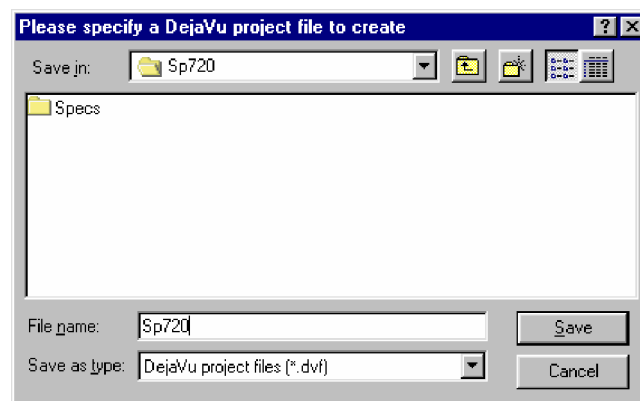 Please specify a DejaVu project file to create
Save in: Sp720
Specs
File name: Sp720
Save
Save as type: DejaVu project files (*.dvf)
Cancel